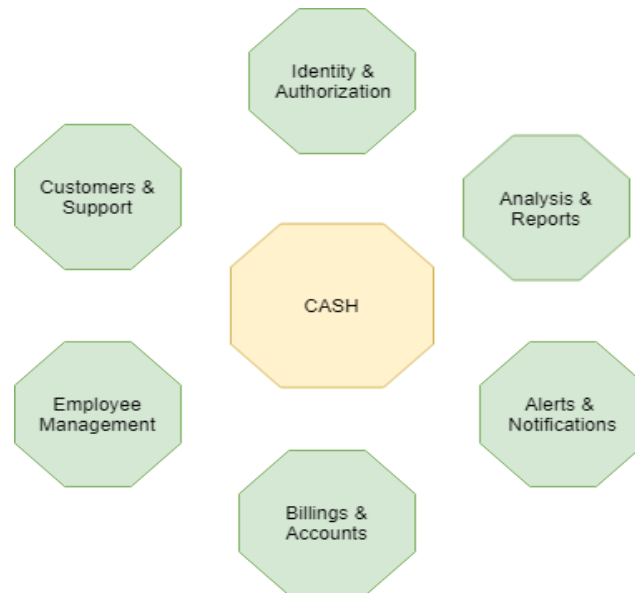 Identity &
Authorization
Customers &
Support
Analysis &
Reports
CASH
Employee
Management
Alerts &
Notifications
Billings &
Accounts